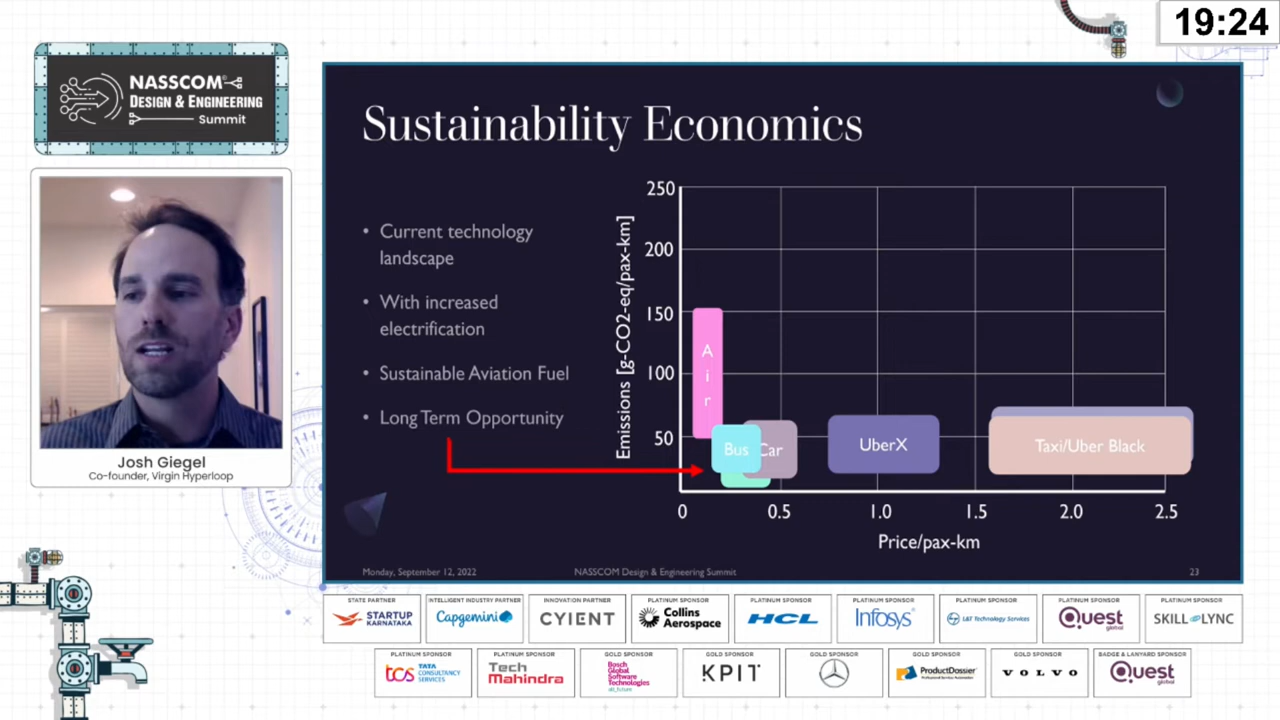 19:24
NASSCOM®
DESIGN & ENGINEERING
Summit
Josh Giegel
Co-founder, Virgin Hyperloop
Sustainability Economics
• Current technology
landscape
• With increased
electrification
• Sustainable Aviation Fuel
• Long Term Opportunity
Emissions [g-CO2-eq/pax-km]
250
200
150
100
50
Air
Bus
Car
UberX
Taxi/Uber Black
0
0.5
1.0
1.5
2.0
2.5
Price/pax-km
Monday, September 12, 2022
NASSCOM Design & Engineering Summit
23
STATE PARTNER
STARTUP
KARNATAKA
INTELLIGENT INDUSTRY PARTNER
Capgemini
INNOVATION PARTNER
CYIENT
PLATINUM SPONSOR
Collins
Aerospace
PLATINUM SPONSOR
HCL
PLATINUM SPONSOR
Infosys
PLATINUM SPONSOR
L&T Technology Services
PLATINUM SPONSOR
Quest
global
PLATINUM SPONSOR
SKILL LYNC
PLATINUM SPONSOR
tcs TATA
CONSULTANCY
SERVICES
PLATINUM SPONSOR
Tech
Mahindra
GOLD SPONSOR
Bosch
Global
Software
Technologies
alt_future
GOLD SPONSOR
KPIT
GOLD SPONSOR
GOLD SPONSOR
ProductDossier
GOLD SPONSOR
VOLVO
BADGE & LANYARD SPONSOR
Quest
global